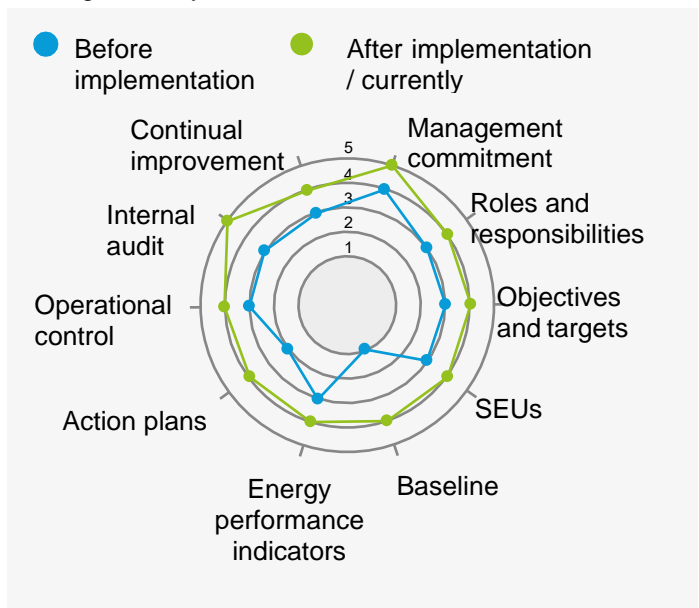 Before
implementation
After implementation
/ currently
Continual
improvement
5
4
3
2
1
Management
commitment
Internal
audit
Roles and
responsibilities
Operational
control
Objectives
and targets
Action plans
SEUs
Energy
performance
indicators
Baseline